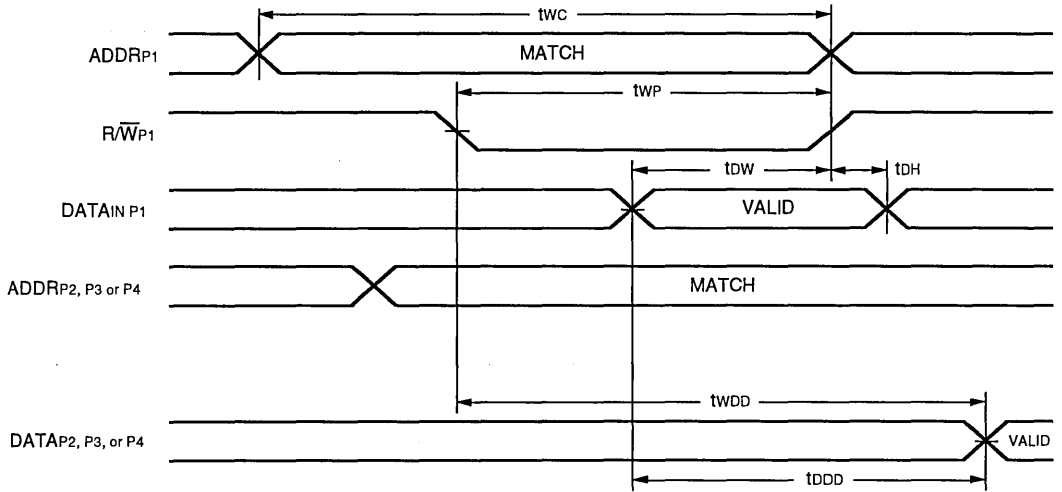 tWC
ADDRP1
MATCH
tWP
R/W̅P1
tDW
tDH
DATAIN P1
VALID
ADDRP2, P3 or P4
MATCH
tWDD
DATAP2, P3, or P4
VALID
tDDD